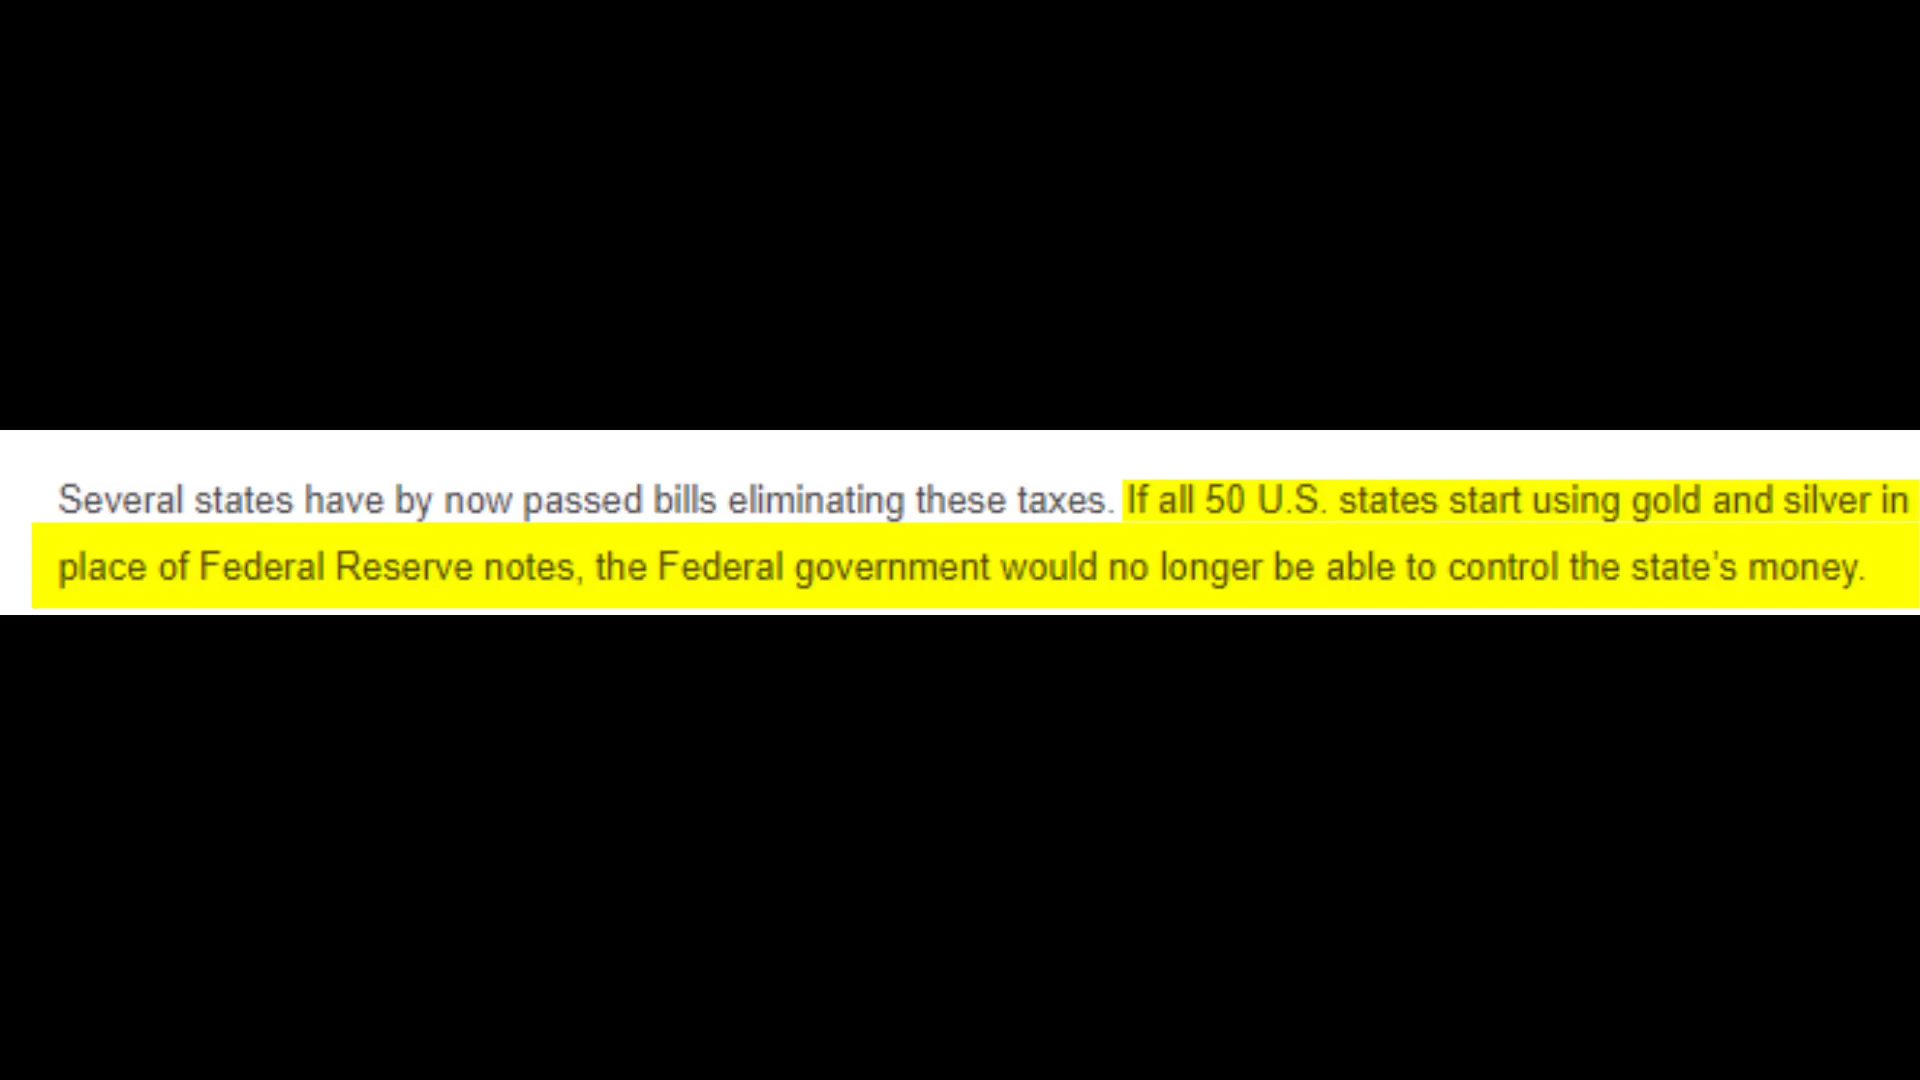 Several states have by now passed bills eliminating these taxes. If all 50 U.S. states start using gold and silver in
place of Federal Reserve notes, the Federal government would no longer be able to control the state’s money.